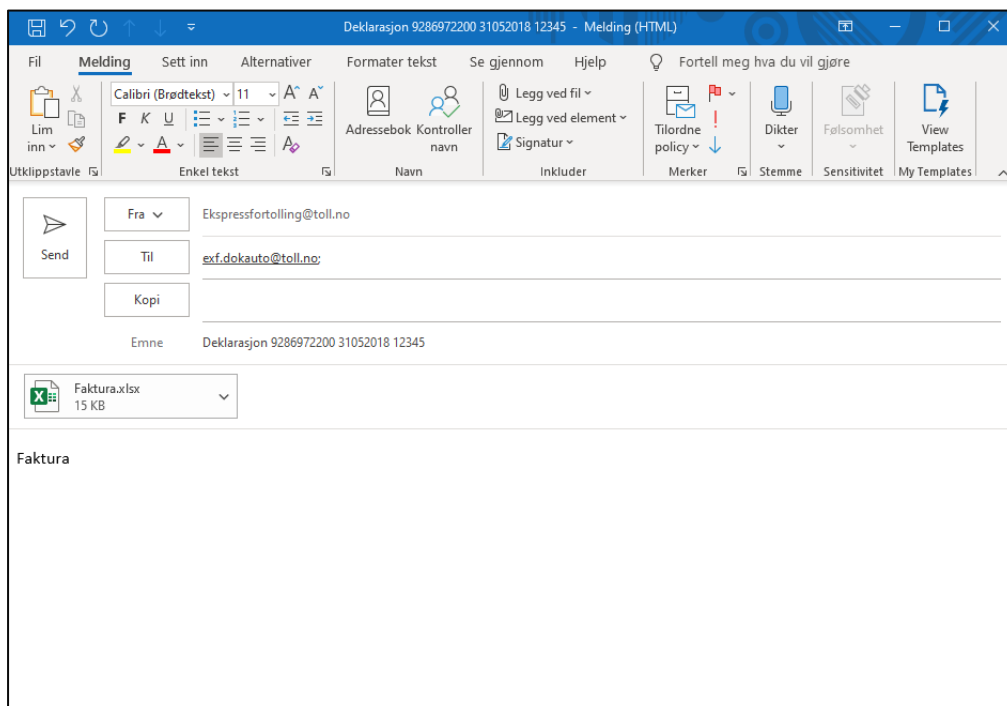 Deklarasjon 9286972200 31052018 12345 - Melding (HTML)
Fil Melding Sett inn Alternativer Formater tekst Se gjennom Hjelp Fortell meg hva du vil gjøre
Lim inn
Utklippstavle
Calibri (Brødtekst) 11 A A
F K U
A A
Enkel tekst
Adressebok Kontroller navn
Navn
Legg ved fil
Legg ved element
Signatur
Inkluder
Tilordne policy
Merker
Dikter
Stemme
Følsomhet
Sensitivitet
View Templates
My Templates
Send
Fra Ekspressfortolling@toll.no
Til exf.dokauto@toll.no;
Kopi
Emne Deklarasjon 9286972200 31052018 12345
Faktura.xlsx
15 KB
Faktura